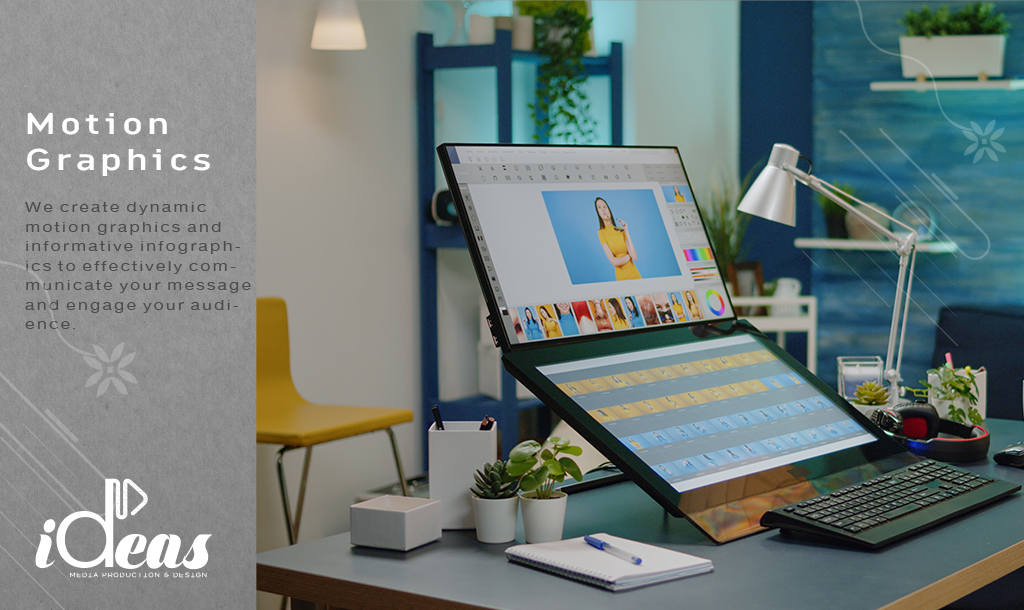 Motion
Graphics
We create dynamic
motion graphics and
informative infograph-
ics to effectively com-
municate your message
and engage your audi-
ence.
ideas
MEDIA PRODUCTION & DESIGN